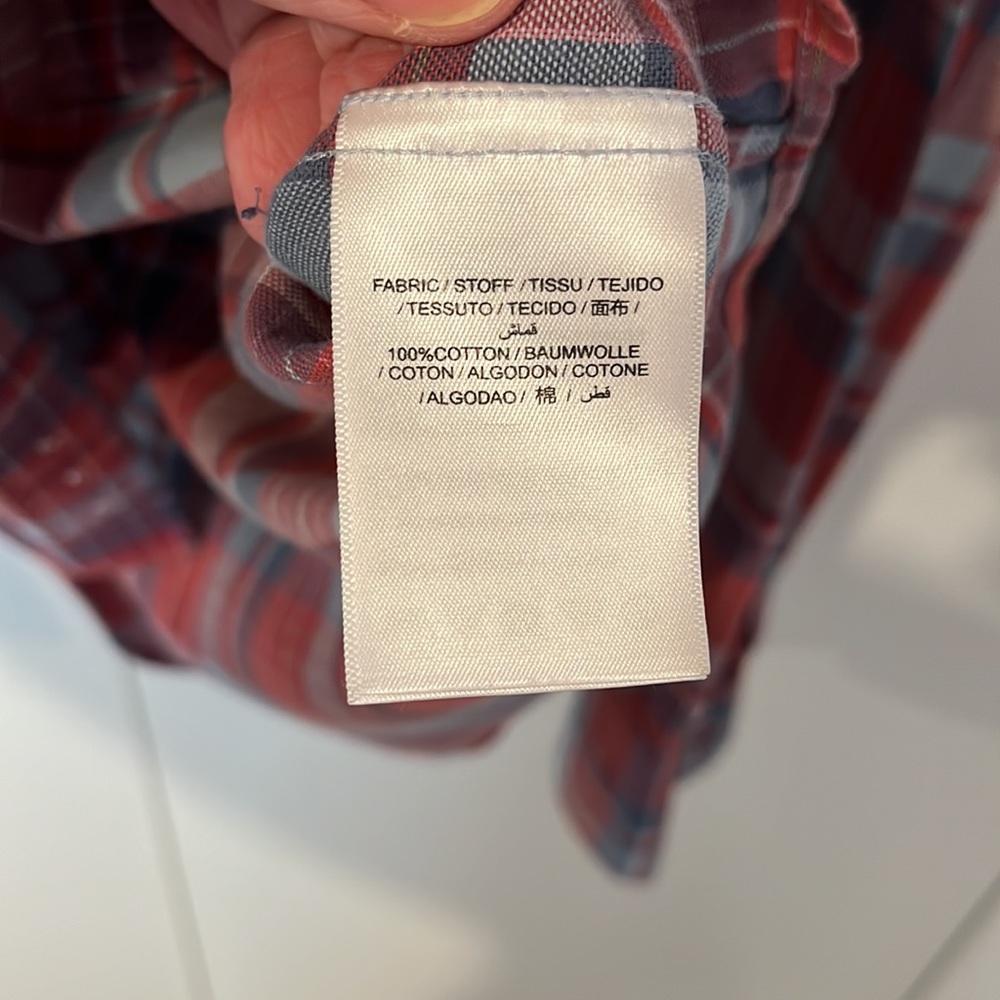 FABRIC / STOFF / TISSU / TEJIDO
/ TESSUTO / TECIDO / 面布 /
قماش
100%COTTON / BAUMWOLLE
/ COTON / ALGODON / COTONE
/ ALGODAO / 棉 / قطن